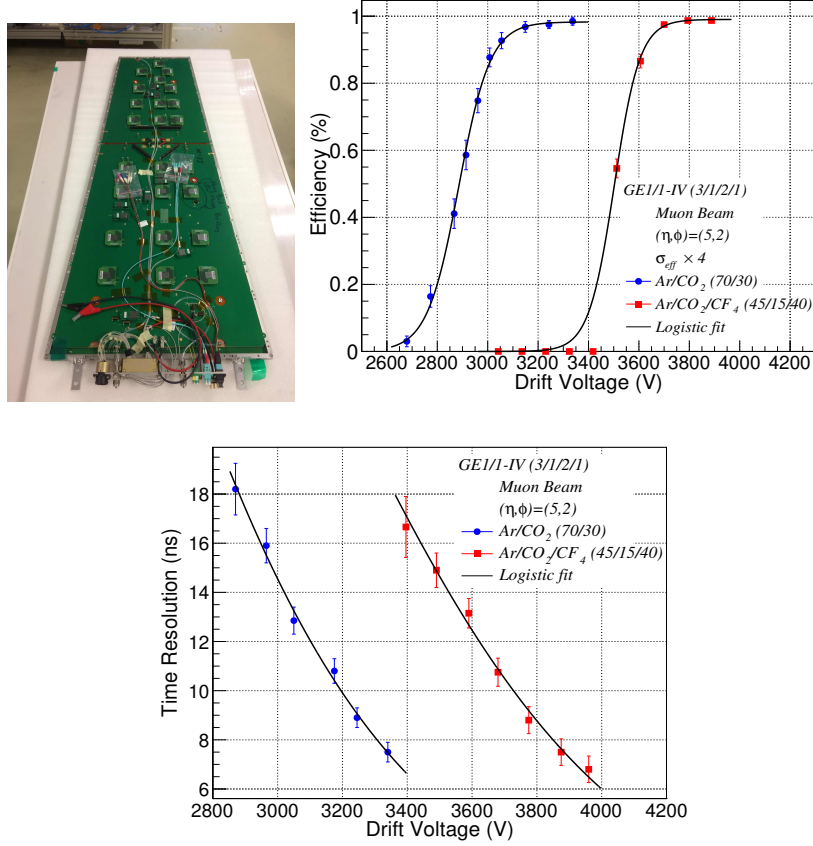 1
0.8
0.6
0.4
0.2
0
Efficiency (%)
GE1/1-IV (3/1/2/1)
Muon Beam
(η,ϕ)=(5,2)
σeff × 4
Ar/CO2 (70/30)
Ar/CO2/CF4 (45/15/40)
Logistic fit
2600 2800 3000 3200 3400 3600 3800 4000 4200
Drift Voltage (V)
18
16
14
12
10
8
6
Time Resolution (ns)
GE1/1-IV (3/1/2/1)
Muon Beam
(η,ϕ)=(5,2)
Ar/CO2 (70/30)
Ar/CO2/CF4 (45/15/40)
Logistic fit
2800 3000 3200 3400 3600 3800 4000 4200
Drift Voltage (V)